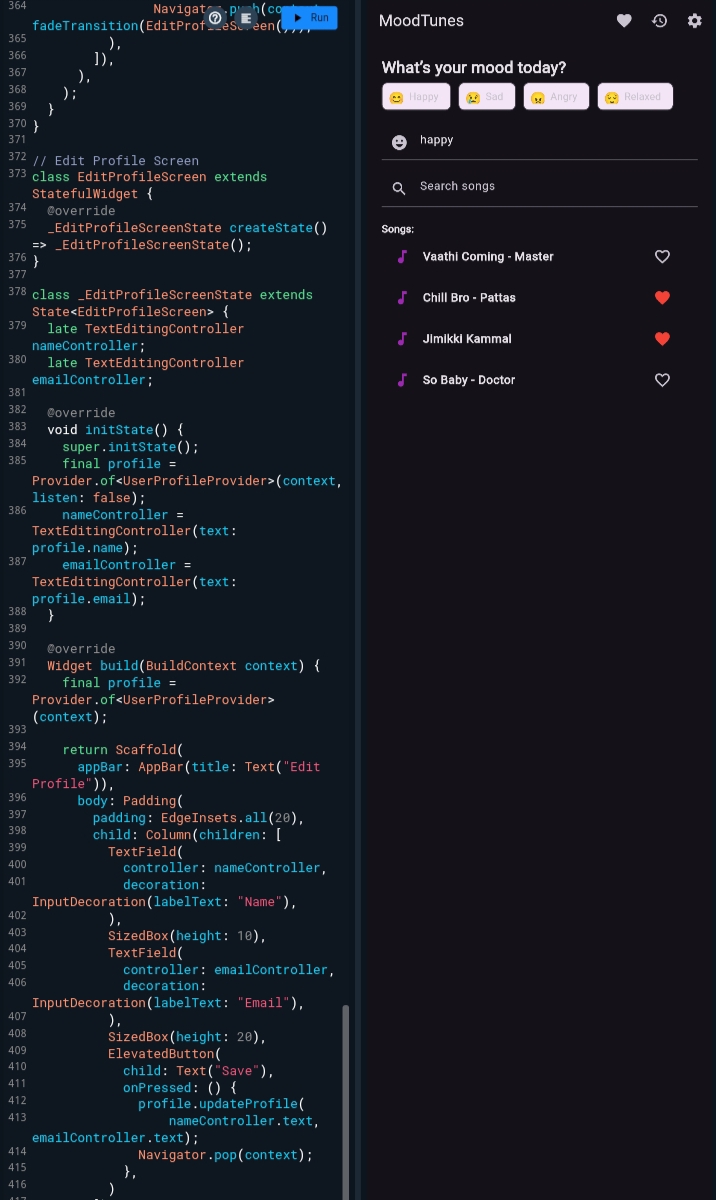 364 Navigator.push(context,
fadeTransition(EditProfileScreen()));
Run
365 ),
366 ]),
367 ),
368 );
369 }
370 }
371
372 // Edit Profile Screen
373 class EditProfileScreen extends
StatefulWidget {
374 @override
375 _EditProfileScreenState createState()
=> _EditProfileScreenState();
376 }
377
378 class _EditProfileScreenState extends
State<EditProfileScreen> {
379 late TextEditingController
nameController;
380 late TextEditingController
emailController;
381
382 @override
383 void initState() {
384 super.initState();
385 final profile =
Provider.of<UserProfileProvider>(context,
listen: false);
386 nameController =
TextEditingController(text:
profile.name);
387 emailController =
TextEditingController(text:
profile.email);
388 }
389
390 @override
391 Widget build(BuildContext context) {
392 final profile =
Provider.of<UserProfileProvider>
(context);
393
394 return Scaffold(
395 appBar: AppBar(title: Text("Edit
Profile")),
396 body: Padding(
397 padding: EdgeInsets.all(20),
398 child: Column(children: [
399 TextField(
400 controller: nameController,
401 decoration:
InputDecoration(labelText: "Name"),
402 ),
403 SizedBox(height: 10),
404 TextField(
405 controller: emailController,
406 decoration:
InputDecoration(labelText: "Email"),
407 ),
408 SizedBox(height: 20),
409 ElevatedButton(
410 child: Text("Save"),
411 onPressed: () {
412 profile.updateProfile(
413 nameController.text,
emailController.text);
414 Navigator.pop(context);
415 },
416 )
MoodTunes
What's your mood today?
😊 Happy 😢 Sad 😠 Angry 😌 Relaxed
happy
Search songs
Songs:
Vaathi Coming - Master
Chill Bro - Pattas
Jimikki Kammal
So Baby - Doctor